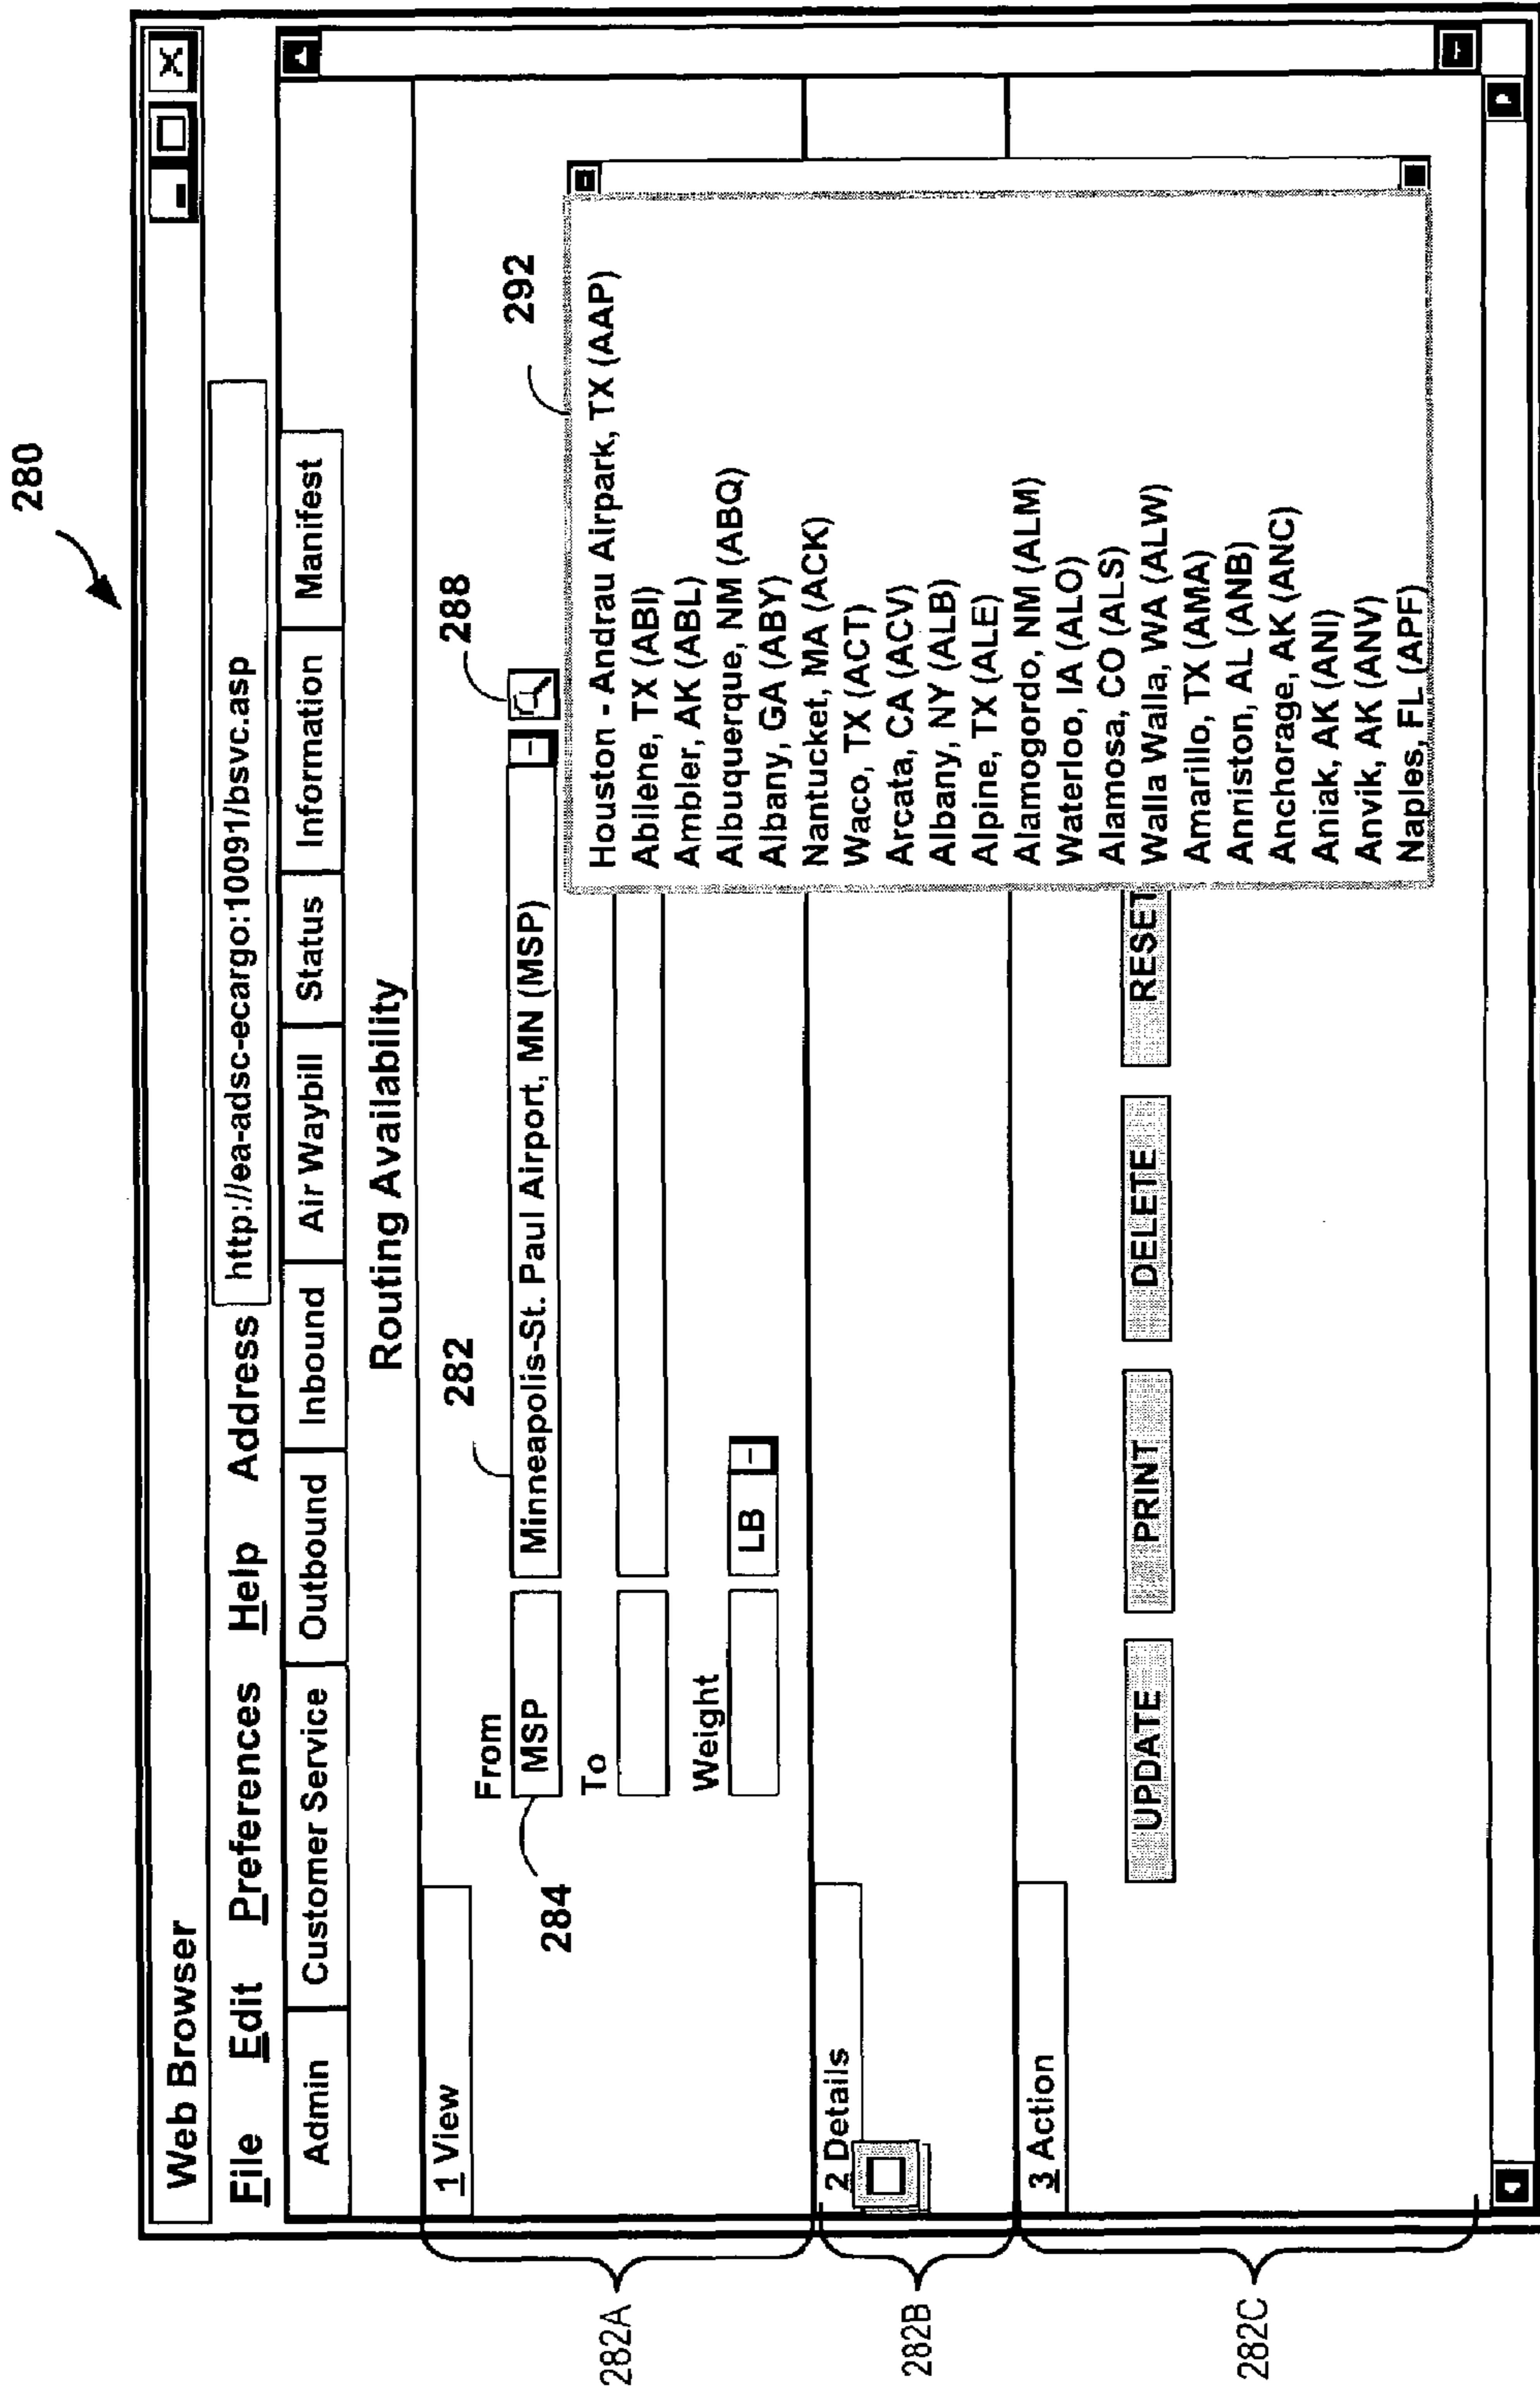 280
Web Browser
File Edit Preferences Help Address http://ea-adsc-ecargo:10091/bsvc.asp
Admin Customer Service Outbound Inbound Air Waybill Status Information Manifest
Routing Availability
1 View
From
282
288
284
MSP Minneapolis-St. Paul Airport, MN (MSP)
292
To
Weight
LB
Houston - Andrau Airpark, TX (AAP)
Abilene, TX (ABI)
Ambler, AK (ABL)
Albuquerque, NM (ABQ)
Albany, GA (ABY)
Nantucket, MA (ACK)
Waco, TX (ACT)
Arcata, CA (ACV)
Albany, NY (ALB)
Alpine, TX (ALE)
Alamogordo, NM (ALM)
Waterloo, IA (ALO)
Alamosa, CO (ALS)
Walla Walla, WA (ALW)
Amarillo, TX (AMA)
Anniston, AL (ANB)
Anchorage, AK (ANC)
Aniak, AK (ANI)
Anvik, AK (ANV)
Naples, FL (APF)
2 Details
3 Action
UPDATE PRINT DELETE RESET
282A
282B
282C